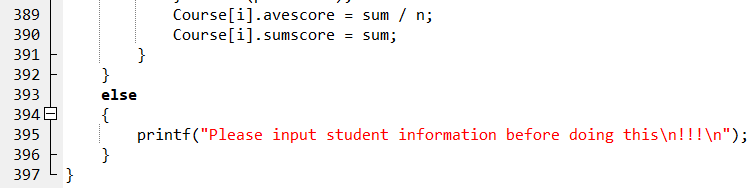 389 Course[i].avescore = sum / n;
390 Course[i].sumscore = sum;
391 }
392 }
393 else
394 {
395 printf("Please input student information before doing this\n!!!\n");
396 }
397 }